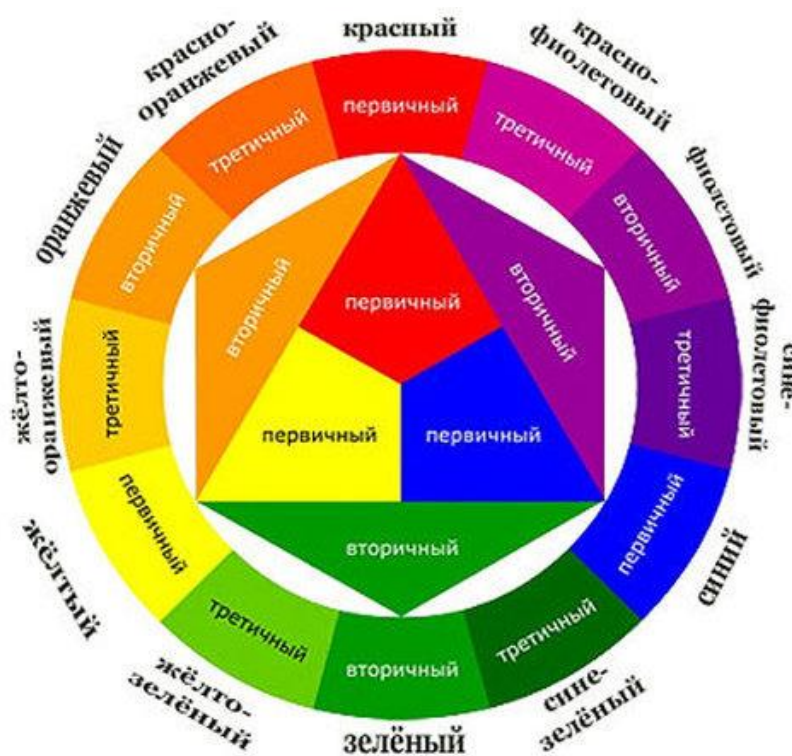 красный
красно-
фиолетовый
фиолетовый
сине-
фиолетовый
синий
сине-
зелёный
зелёный
жёлто-
зелёный
жёлтый
жёлто-
оранжевый
оранжевый
красно-
оранжевый
первичный
третичный
вторичный
третичный
первичный
третичный
вторичный
третичный
первичный
третичный
вторичный
третичный
первичный
вторичный
вторичный
первичный
первичный
вторичный